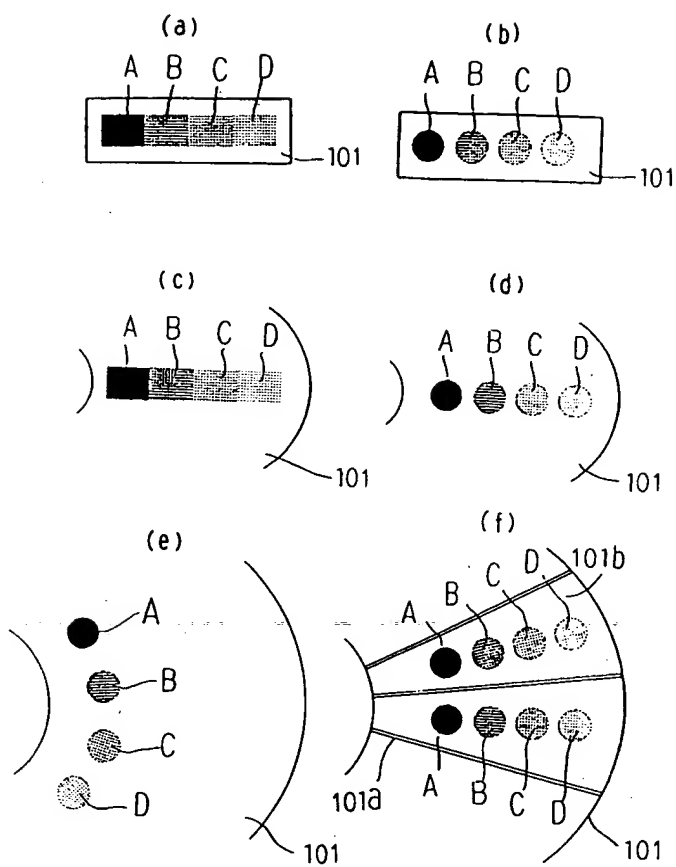 (a)
A B C D
101
(b)
A B C D
101
(c)
A B C D
101
(d)
A B C D
101
(e)
A
B
C
D
101
(f)
A B C D 101b
A B C D
101a
101